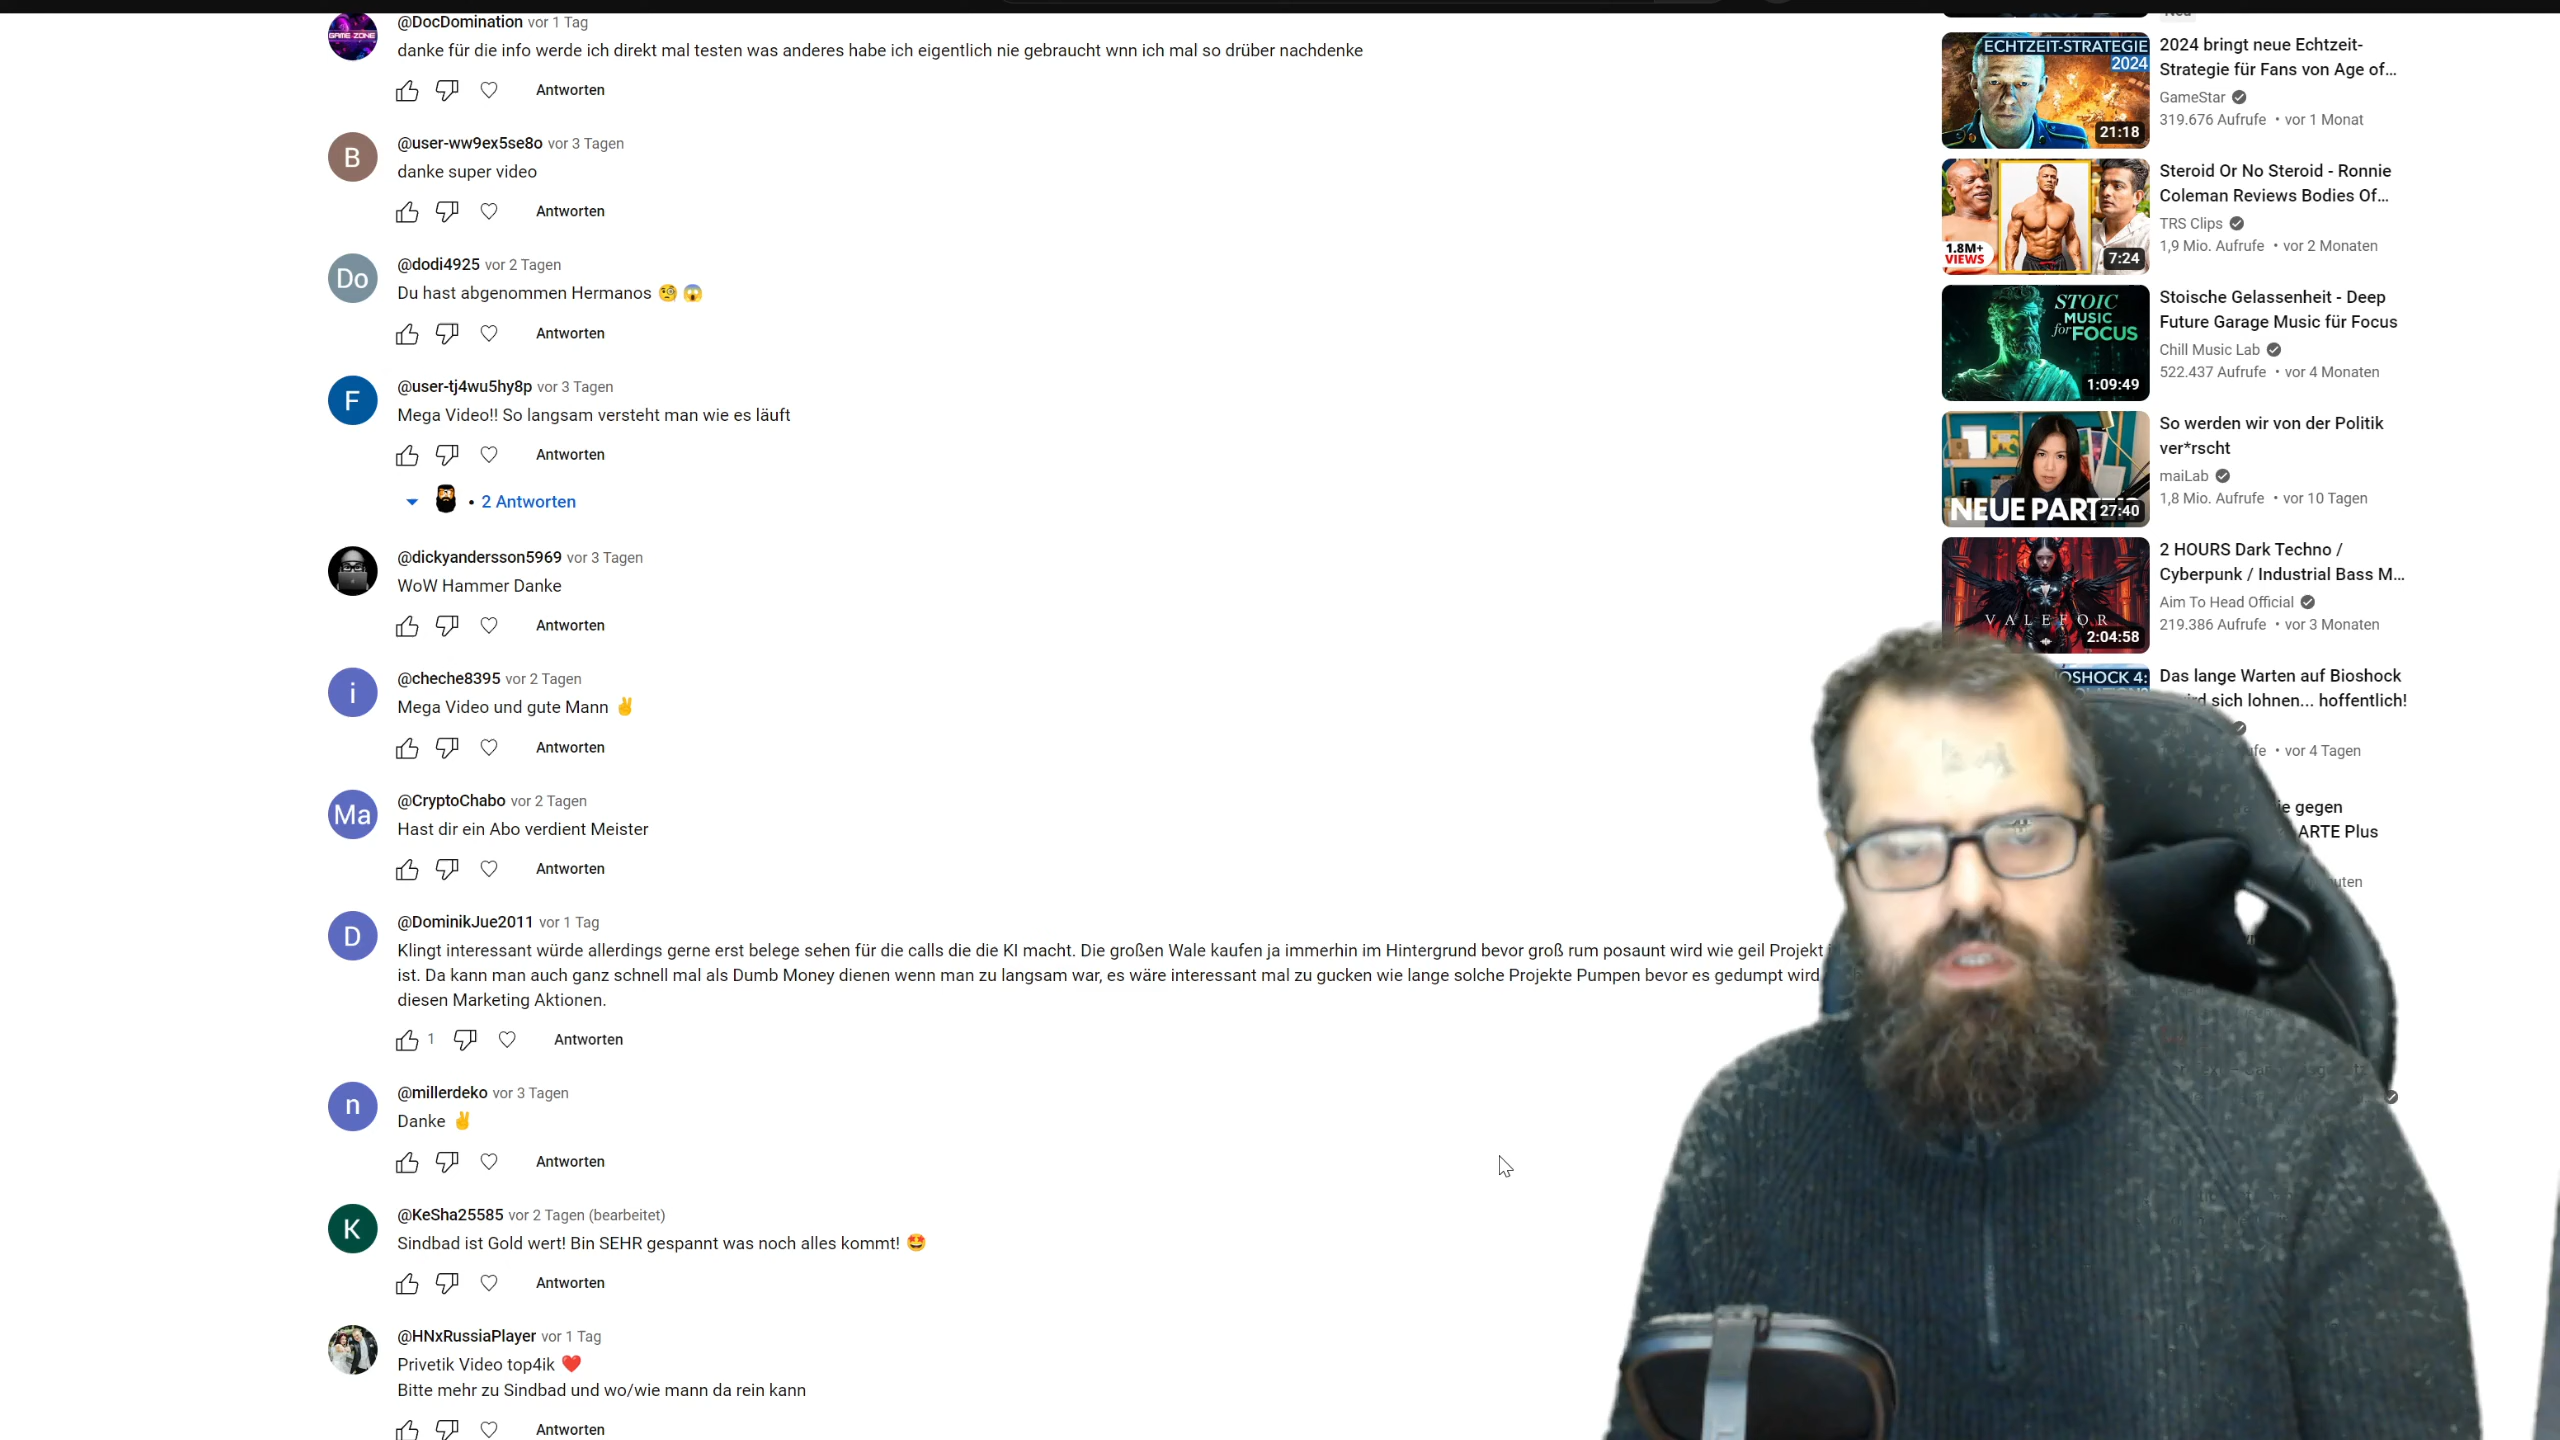 GAME ZONE
@DocDomination vor 1 Tag
danke für die info werde ich direkt mal testen was anderes habe ich eigentlich nie gebraucht wnn ich mal so drüber nachdenke
Antworten
B
@user-ww9ex5se8o vor 3 Tagen
danke super video
Antworten
Do
@dodi4925 vor 2 Tagen
Du hast abgenommen Hermanos 🧐 😱
Antworten
F
@user-tj4wu5hy8p vor 3 Tagen
Mega Video!! So langsam versteht man wie es läuft
Antworten
• 2 Antworten
@dickyandersson5969 vor 3 Tagen
WoW Hammer Danke
Antworten
i
@cheche8395 vor 2 Tagen
Mega Video und gute Mann ✌
Antworten
Ma
@CryptoChabo vor 2 Tagen
Hast dir ein Abo verdient Meister
Antworten
D
@DominikJue2011 vor 1 Tag
Klingt interessant würde allerdings gerne erst belege sehen für die calls die die KI macht. Die großen Wale kaufen ja immerhin im Hintergrund bevor groß rum posaunt wird wie geil Projekt
ist. Da kann man auch ganz schnell mal als Dumb Money dienen wenn man zu langsam war, es wäre interessant mal zu gucken wie lange solche Projekte Pumpen bevor es gedumpt wird
diesen Marketing Aktionen.
1 Antworten
n
@millerdeko vor 3 Tagen
Danke ✌
Antworten
K
@KeSha25585 vor 2 Tagen (bearbeitet)
Sindbad ist Gold wert! Bin SEHR gespannt was noch alles kommt! 🤩
Antworten
@HNxRussiaPlayer vor 1 Tag
Privetik Video top4ik ❤
Bitte mehr zu Sindbad und wo/wie mann da rein kann
Antworten
Neu
ECHTZEIT-STRATEGIE
2024
21:18
2024 bringt neue Echtzeit-
Strategie für Fans von Age of...
GameStar
319.676 Aufrufe • vor 1 Monat
1.8M+
VIEWS
7:24
Steroid Or No Steroid - Ronnie
Coleman Reviews Bodies Of...
TRS Clips
1,9 Mio. Aufrufe • vor 2 Monaten
STOIC
MUSIC
for FOCUS
1:09:49
Stoische Gelassenheit - Deep
Future Garage Music für Focus
Chill Music Lab
522.437 Aufrufe • vor 4 Monaten
NEUE PARTEI
27:40
So werden wir von der Politik
ver*rscht
maiLab
1,8 Mio. Aufrufe • vor 10 Tagen
VALEFOR
2:04:58
2 HOURS Dark Techno /
Cyberpunk / Industrial Bass M...
Aim To Head Official
219.386 Aufrufe • vor 3 Monaten
OSHOCK 4:
Das lange Warten auf Bioshock
sich lohnen... hoffentlich!
• vor 4 Tagen
gegen
ARTE Plus